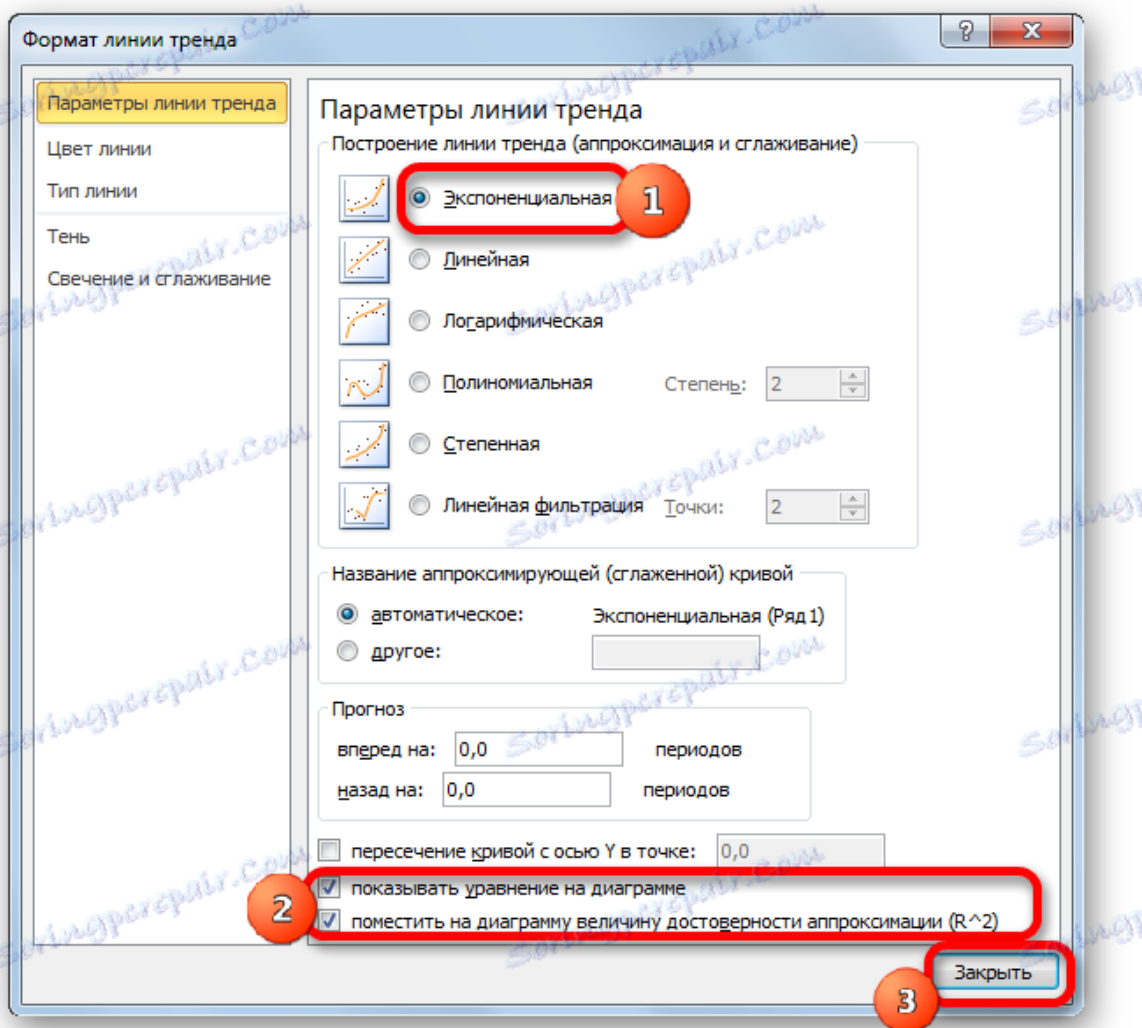 Формат линии тренда
Параметры линии тренда
Цвет линии
Тип линии
Тень
Свечение и сглаживание
Параметры линии тренда
Построение линии тренда (аппроксимация и сглаживание)
Экспоненциальная
1
Линейная
Логарифмическая
Полиномиальная Степень: 2
Степенная
Линейная фильтрация Точки: 2
Название аппроксимирующей (сглаженной) кривой
автоматическое: Экспоненциальная (Ряд1)
другое:
Прогноз
вперед на: 0,0 периодов
назад на: 0,0 периодов
пересечение кривой с осью Y в точке: 0,0
2
показывать уравнение на диаграмме
поместить на диаграмму величину достоверности аппроксимации (R^2)
Закрыть
3
Soringpcrepair.Com